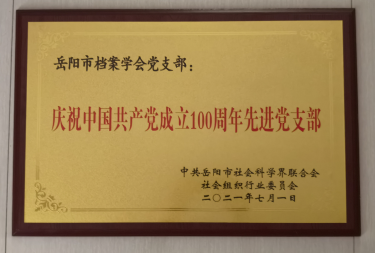 岳阳市档案学会党支部：
庆祝中国共产党成立100周年先进党支部
中共岳阳市社会科学界联合会
社会组织行业委员会
二〇二一年七月一日